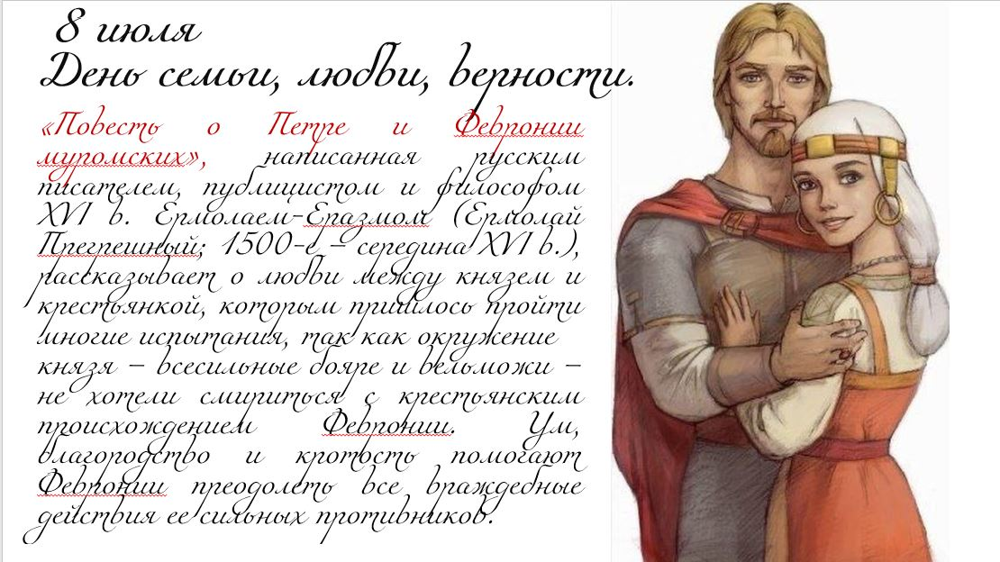 8 июля
День семьи, любви, верности.
«Повесть о Петре и Февронии
муромских», написанная русским
писателем, публицистом и философом
XVI в. Ермолаем-Еразмом (Ермолай
Прегрешный; 1500-е – середина XVI в.),
рассказывает о любви между князем и
крестьянкой, которым пришлось пройти
многие испытания, так как окружение
князя – всесильные бояре и вельможи –
не хотели смириться с крестьянским
происхождением Февронии. Ум,
благородство и кротость помогают
Февронии преодолеть все враждебные
действия ее сильных противников.